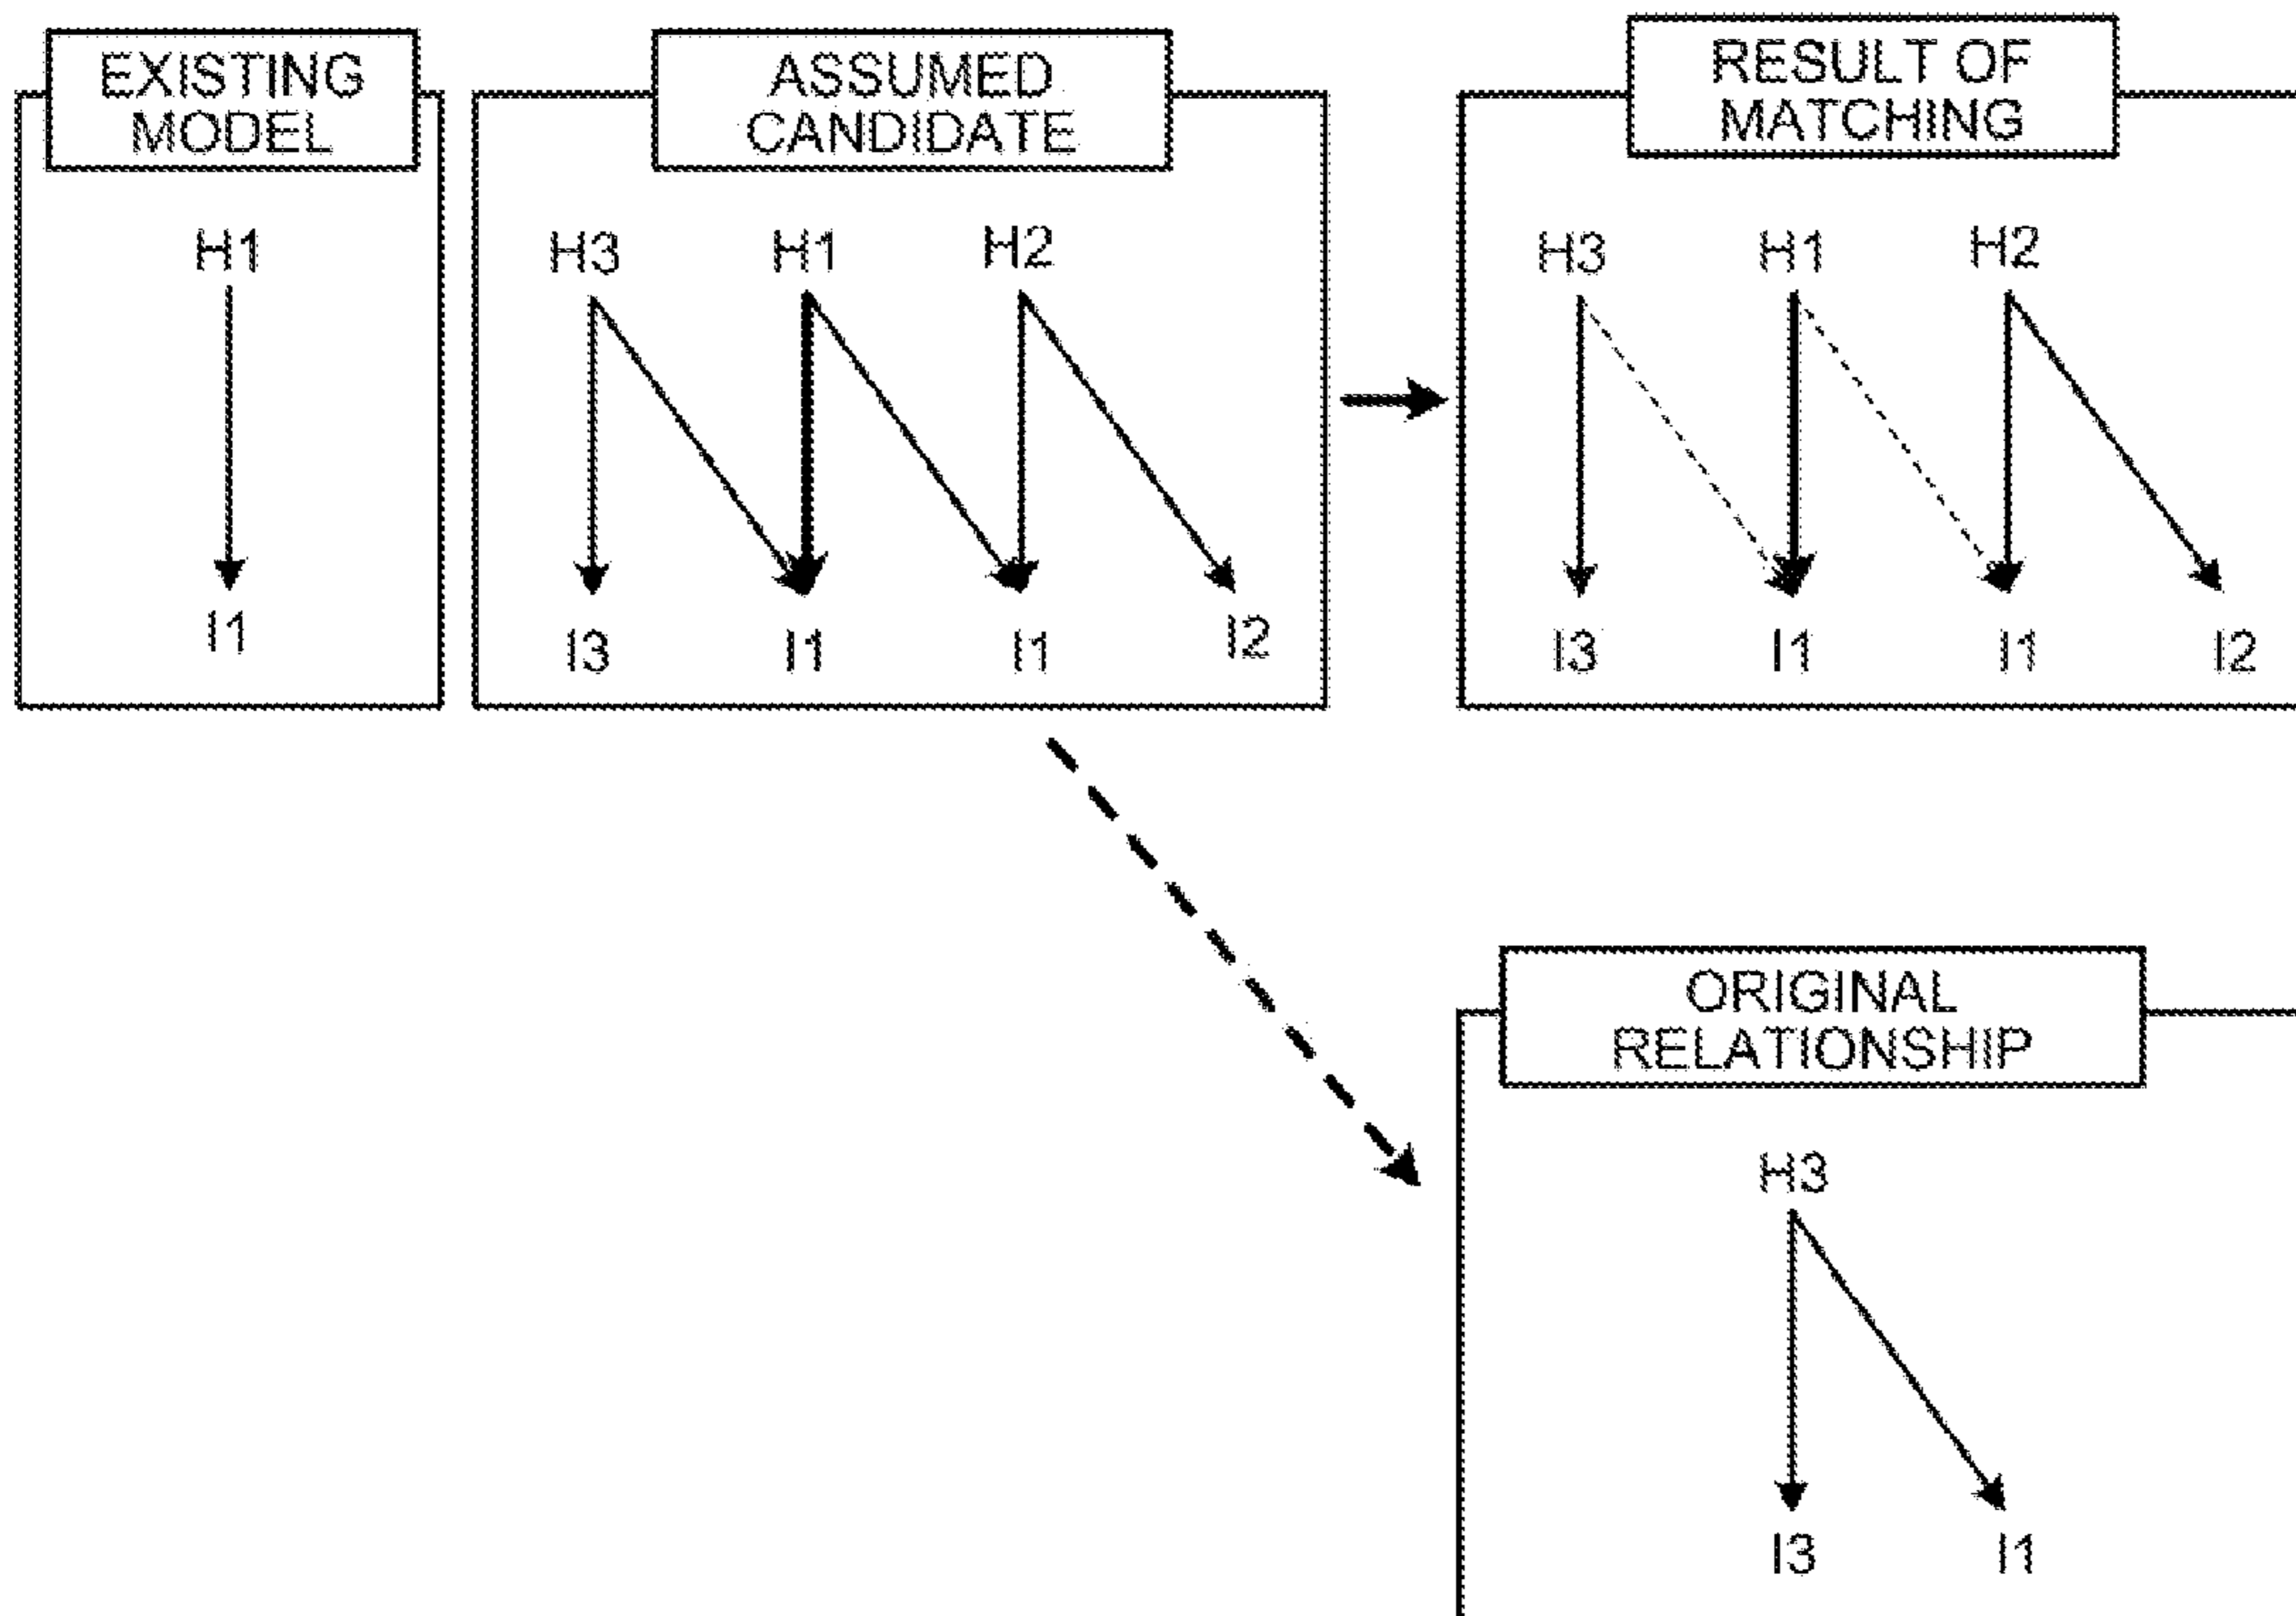 EXISTING
MODEL
H1
I1
ASSUMED
CANDIDATE
H3 H1 H2
I3 I1 I1 I2
RESULT OF
MATCHING
H3 H1 H2
I3 I1 I1 I2
ORIGINAL
RELATIONSHIP
H3
I3 I1